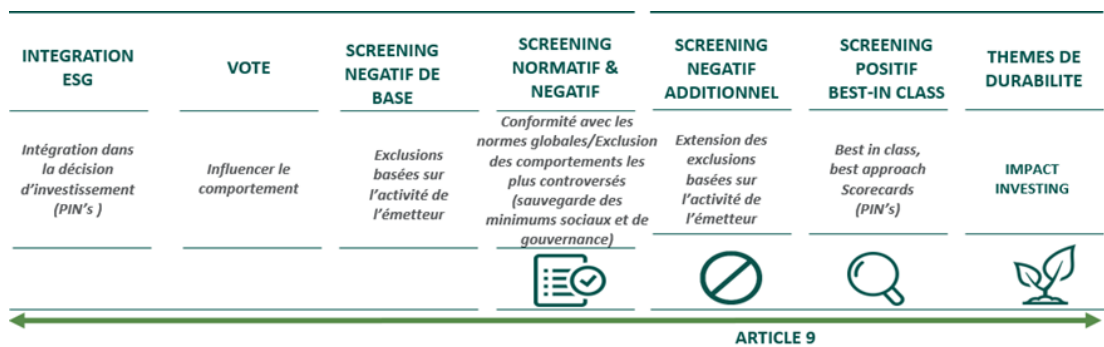 INTEGRATION
ESG
VOTE
SCREENING
NEGATIF DE
BASE
SCREENING
NORMATIF &
NEGATIF
SCREENING
NEGATIF
ADDITIONNEL
SCREENING
POSITIF
BEST-IN CLASS
THEMES DE
DURABILITE
Intégration dans
la décision
d'investissement
(PIN's )
Influencer le
comportement
Exclusions
basées sur
l'activité de
l'émetteur
Conformité avec les
normes globales/Exclusion
des comportements les
plus controversés
(sauvegarde des
minimums sociaux et de
gouvernance)
Extension des
exclusions
basées sur
l'activité de
l'émetteur
Best in class,
best approach
Scorecards
(PIN's)
IMPACT
INVESTING
ARTICLE 9